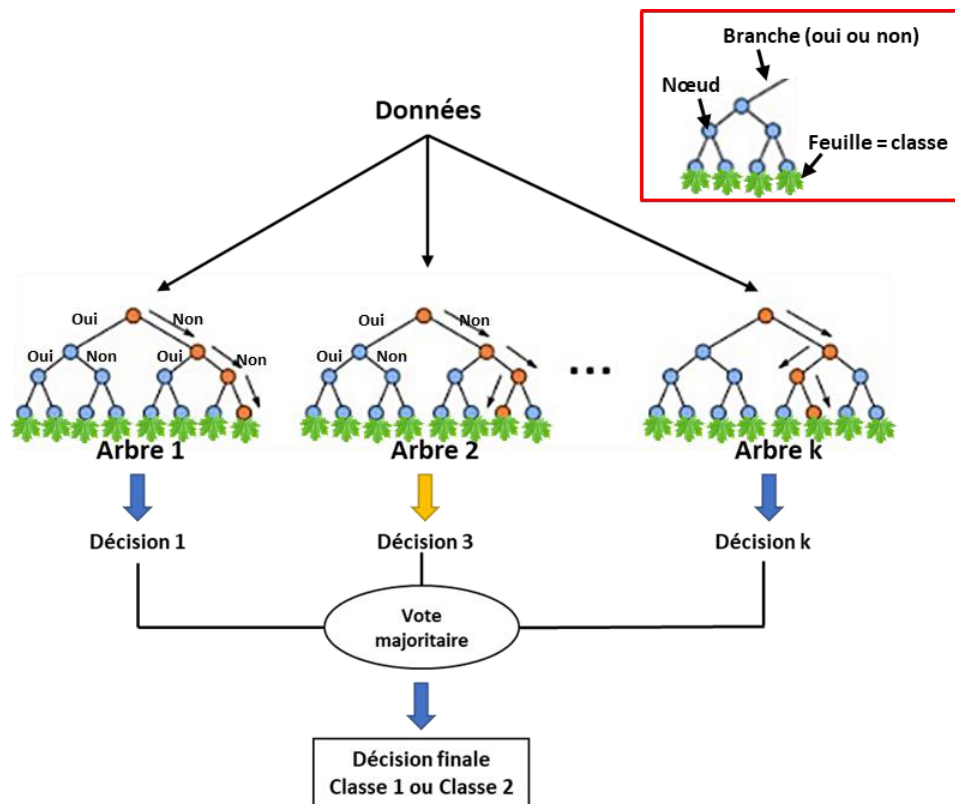 Branche (oui ou non)
Nœud
Feuille = classe
Données
Oui
Non
Oui
Non
Oui
Non
Oui
Non
Oui
Non
...
Arbre 1
Arbre 2
Arbre k
Décision 1
Décision 3
Décision k
Vote
majoritaire
Décision finale
Classe 1 ou Classe 2